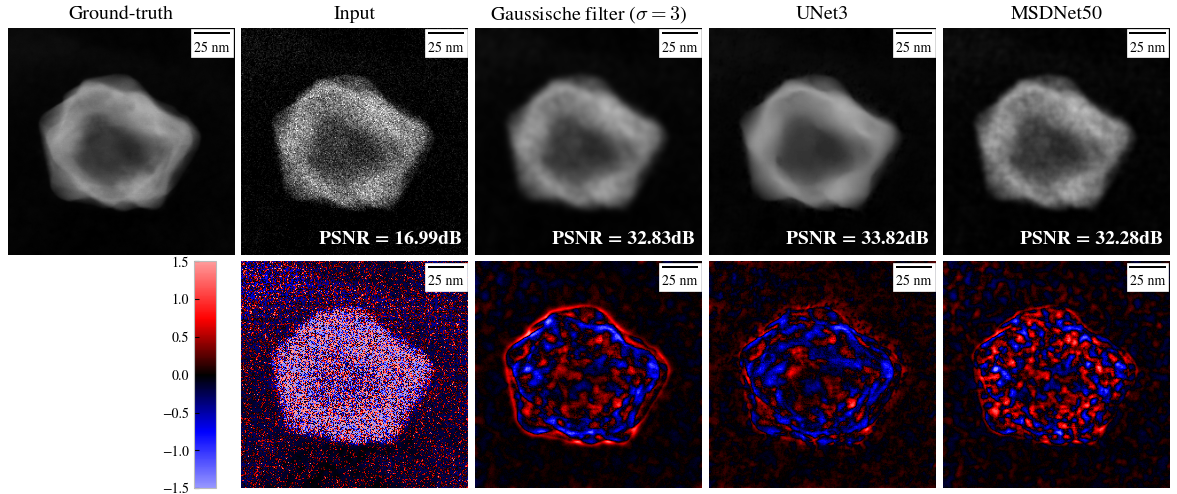 Ground-truth
Input
Gaussische filter (σ = 3)
UNet3
MSDNet50
25 nm
25 nm
25 nm
25 nm
25 nm
PSNR = 16.99dB
PSNR = 32.83dB
PSNR = 33.82dB
PSNR = 32.28dB
1.5
1.0
0.5
0.0
−0.5
−1.0
−1.5
25 nm
25 nm
25 nm
25 nm